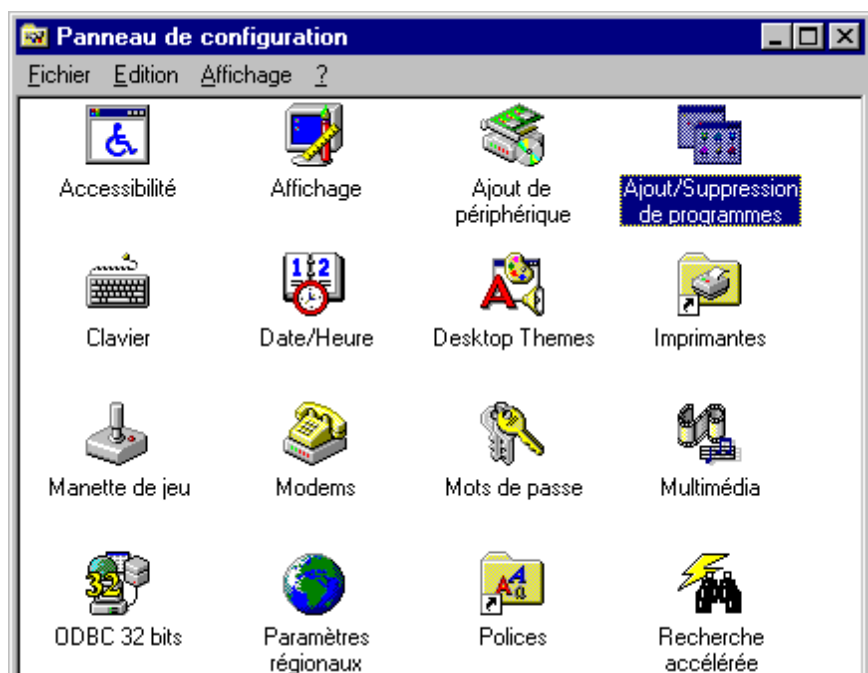 Panneau de configuration
Fichier Edition Affichage ?
Accessibilité
Affichage
Ajout de
périphérique
Ajout/Suppression
de programmes
Clavier
Date/Heure
Desktop Themes
Imprimantes
Manette de jeu
Modems
Mots de passe
Multimédia
32
ODBC 32 bits
Paramètres
régionaux
Polices
Recherche
accélérée